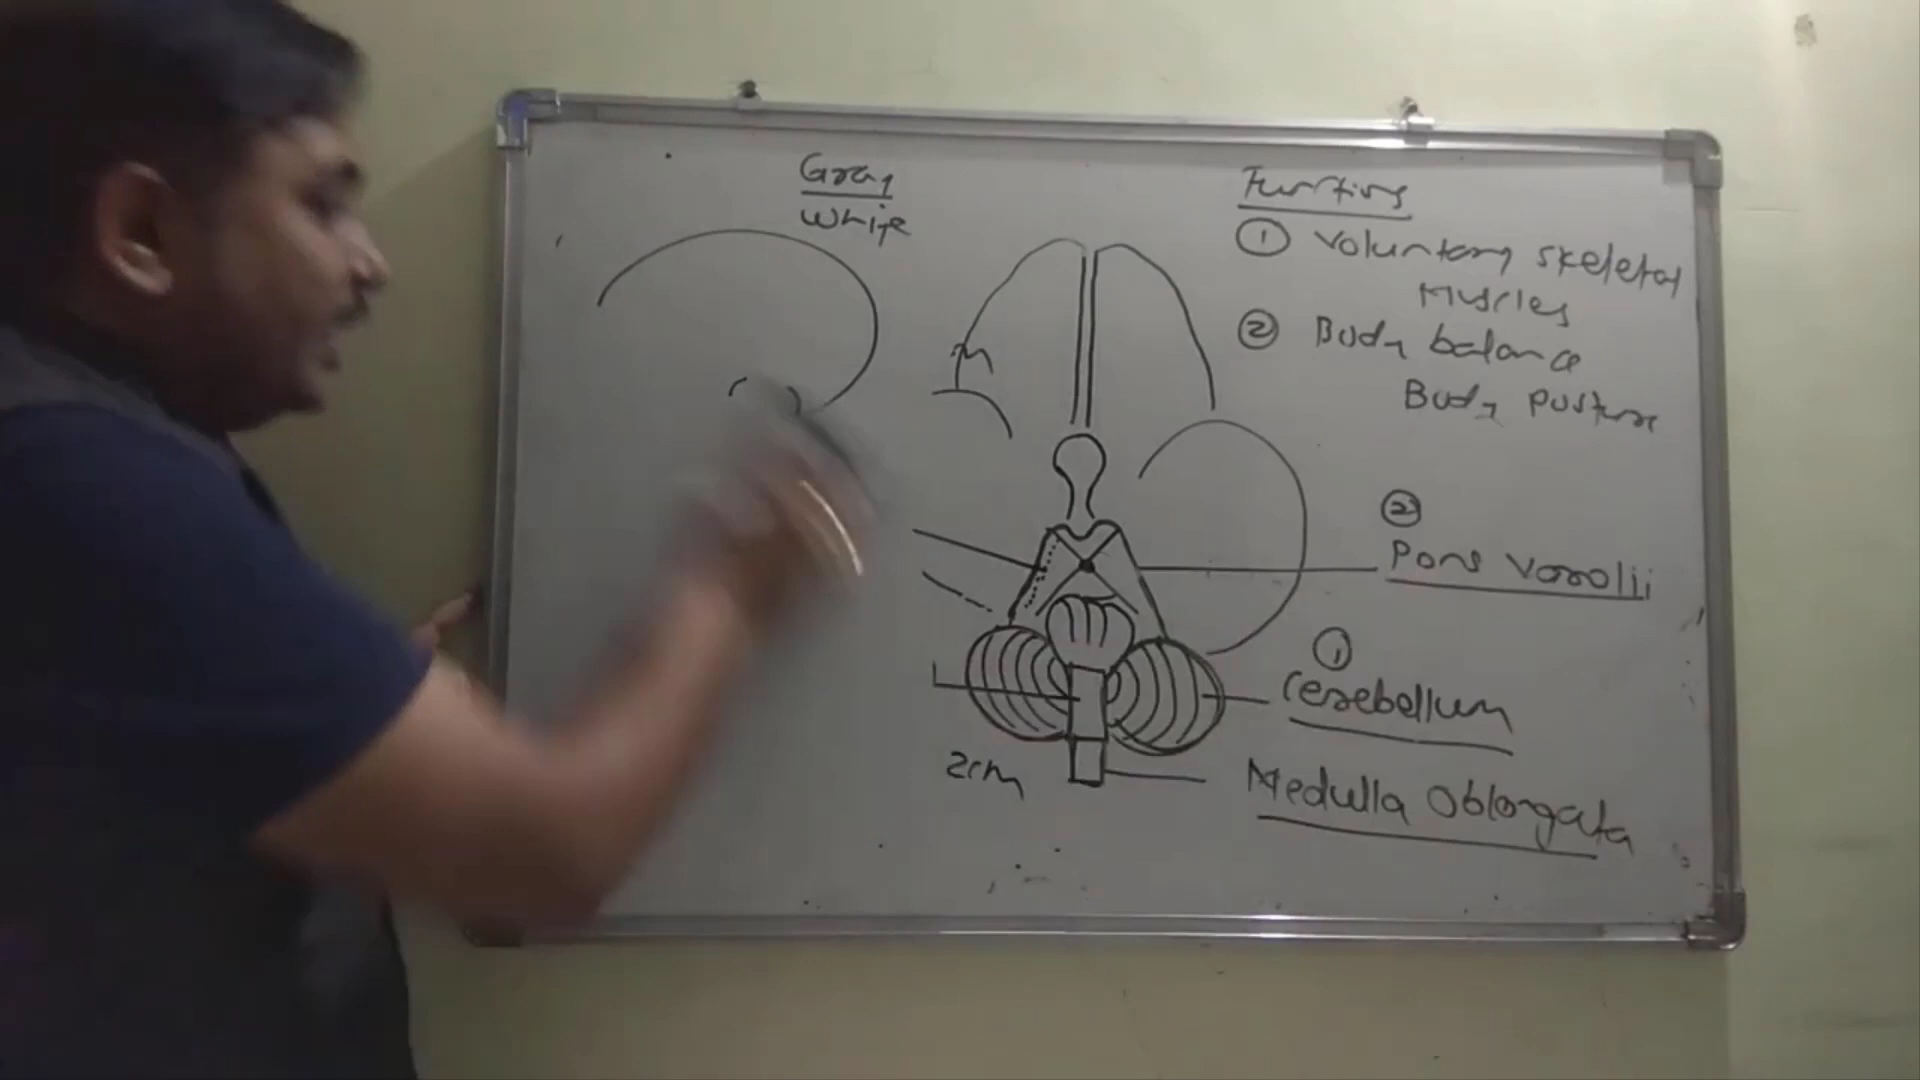 Gray
White
Functions
① Voluntary skeletal
Muscles
② Body balance
Body posture
②
Pons Varolii
①
Cerebellum
2cm
Medulla Oblongata